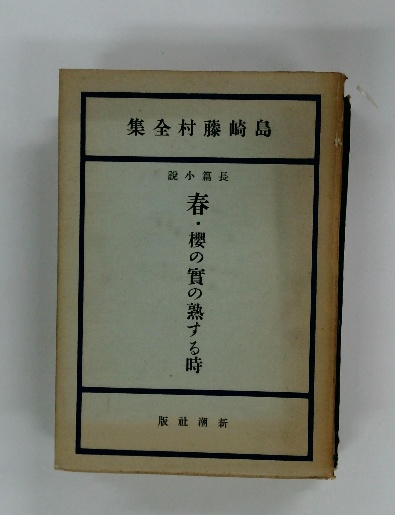 島崎藤村全集
長篇小說
春・櫻の實の熟する時
新潮社版